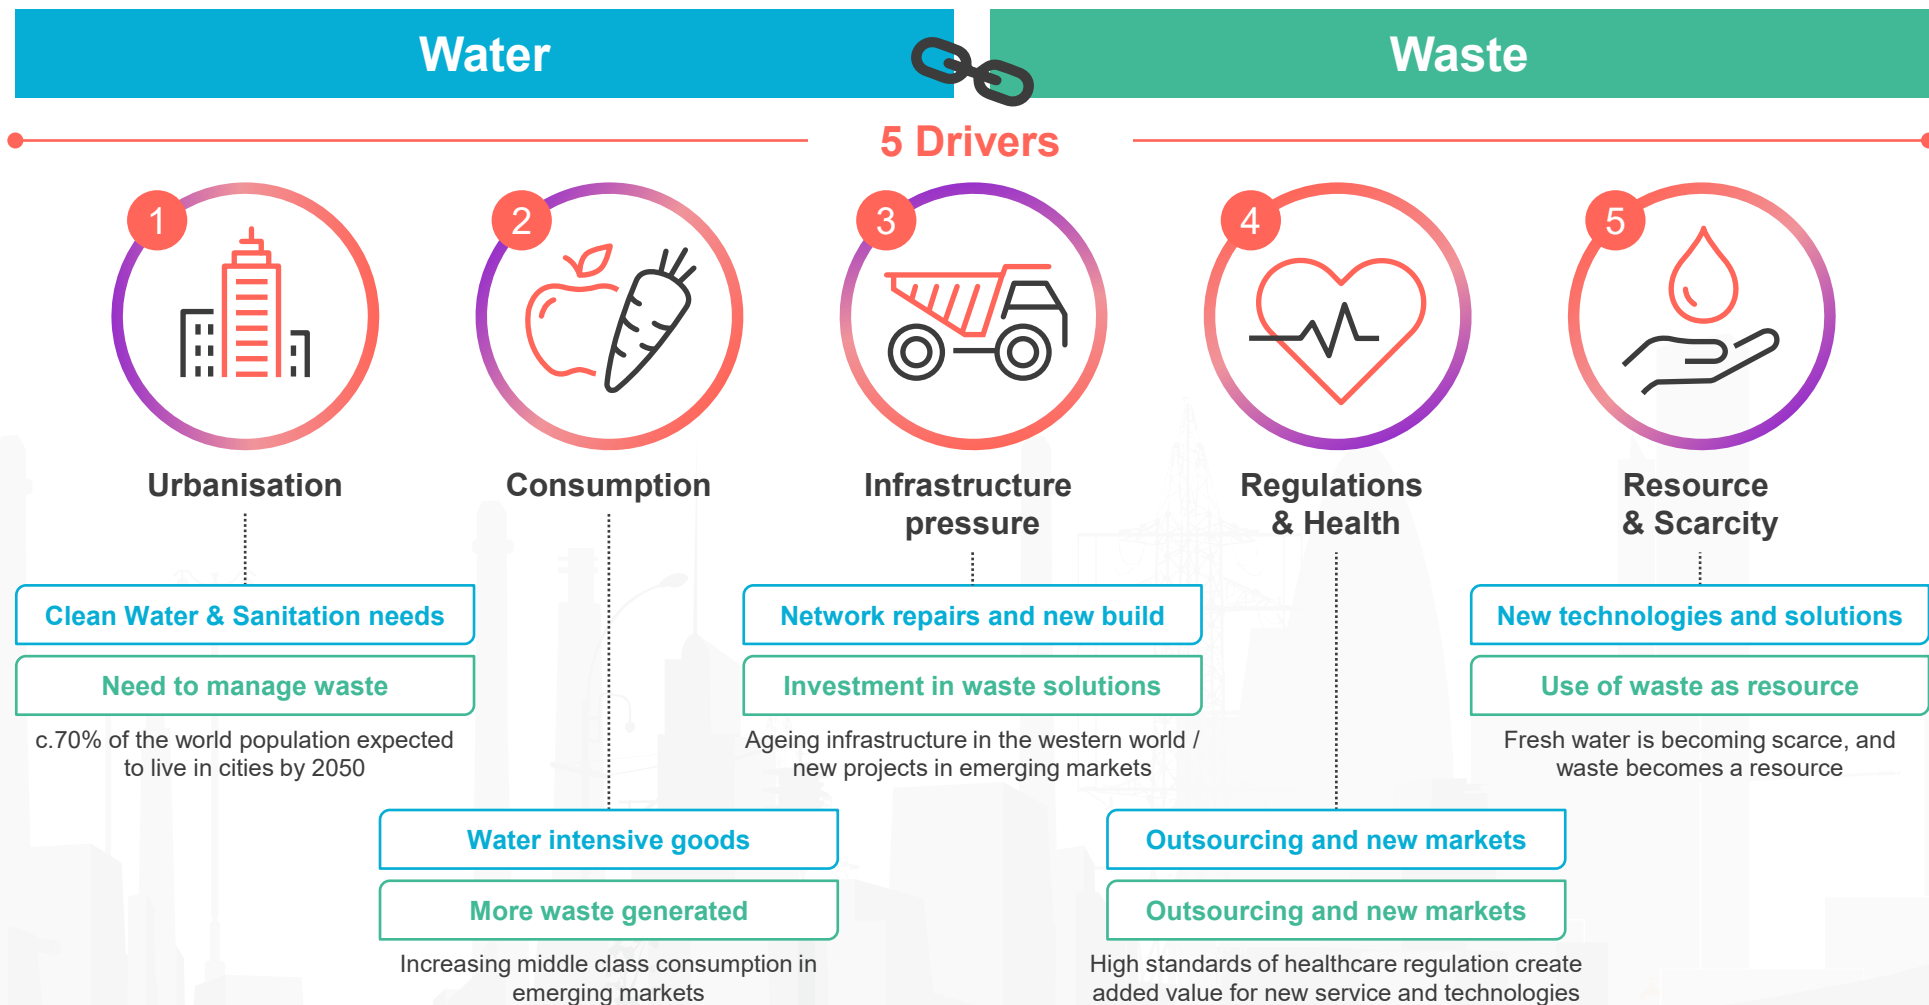 Water
Waste
5 Drivers
1
Urbanisation
Clean Water & Sanitation needs
Need to manage waste
c.70% of the world population expected
to live in cities by 2050
2
Consumption
Water intensive goods
More waste generated
Increasing middle class consumption in
emerging markets
3
Infrastructure
pressure
Network repairs and new build
Investment in waste solutions
Ageing infrastructure in the western world /
new projects in emerging markets
4
Regulations
& Health
Outsourcing and new markets
Outsourcing and new markets
High standards of healthcare regulation create
added value for new service and technologies
5
Resource
& Scarcity
New technologies and solutions
Use of waste as resource
Fresh water is becoming scarce, and
waste becomes a resource